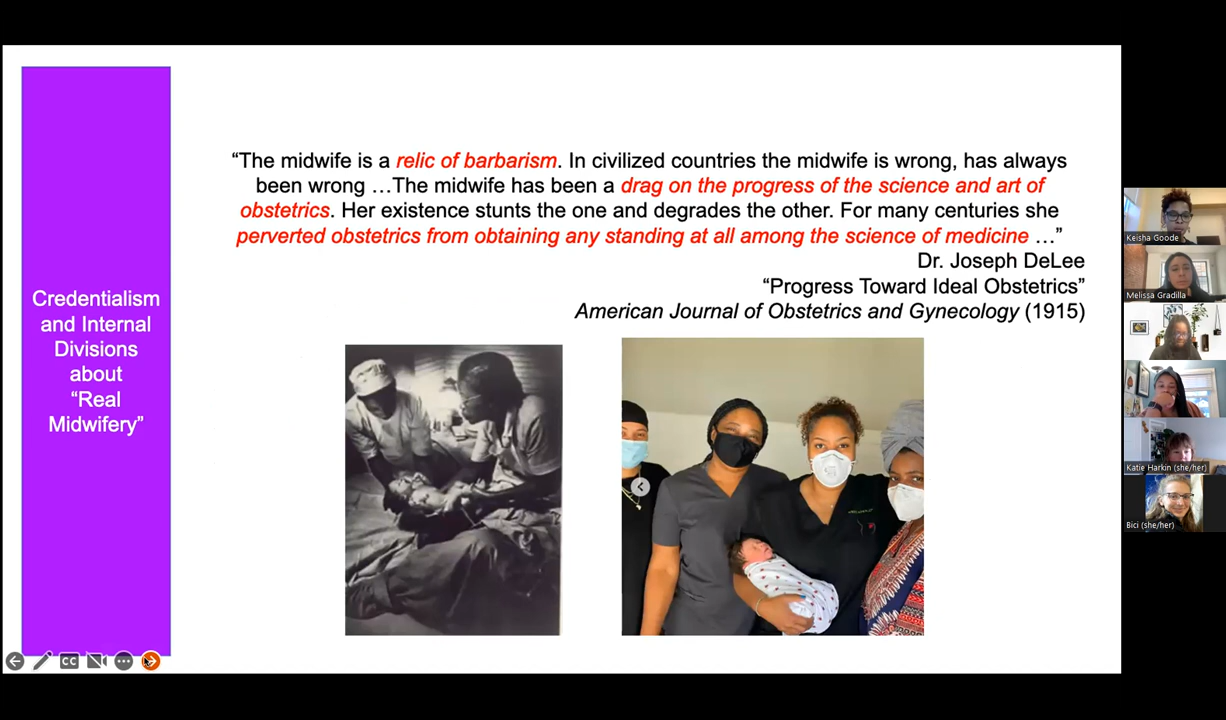 Credentialism
and Internal
Divisions
about
“Real
Midwifery”
“The midwife is a relic of barbarism. In civilized countries the midwife is wrong, has always
been wrong …The midwife has been a drag on the progress of the science and art of
obstetrics. Her existence stunts the one and degrades the other. For many centuries she
perverted obstetrics from obtaining any standing at all among the science of medicine …”
Dr. Joseph DeLee
“Progress Toward Ideal Obstetrics”
American Journal of Obstetrics and Gynecology (1915)
CC
Keisha Goode
Melissa Gradilla
Katie Harkin (she/her)
Bici (she/her)